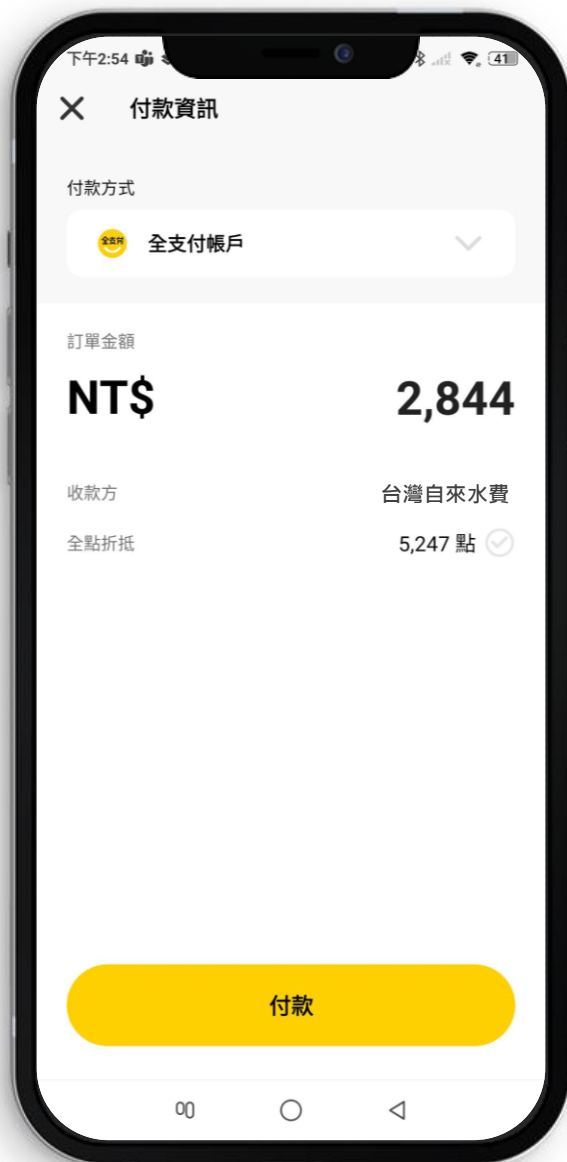 下午2:54
41
付款資訊
付款方式
全支付
全支付帳戶
訂單金額
NT$ 2,844
收款方 台灣自來水費
全點折抵 5,247 點
付款